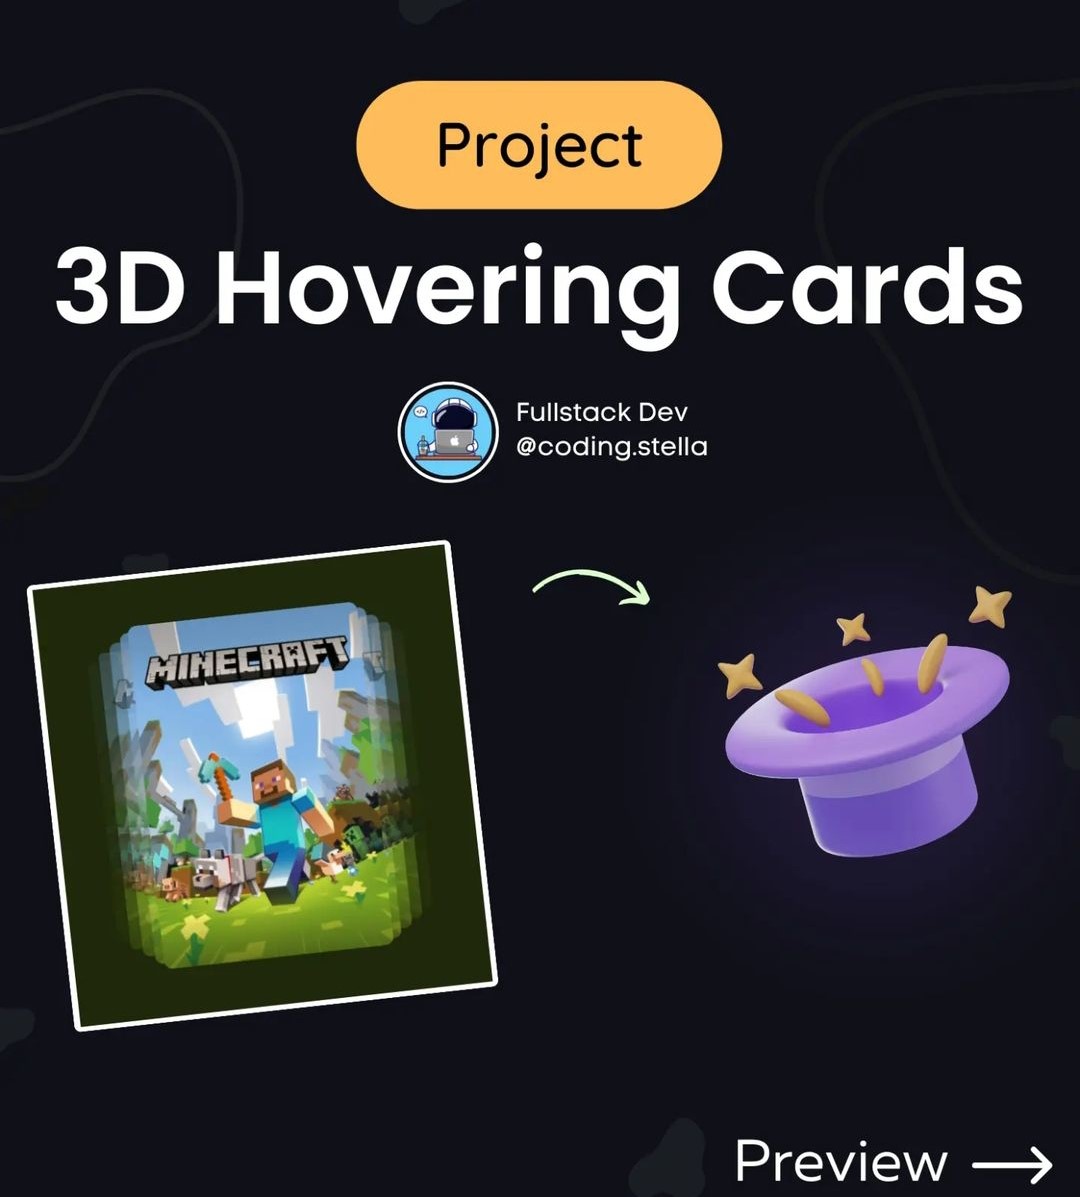 Project
3D Hovering Cards
Fullstack Dev
@coding.stella
MINECRAFT
Preview